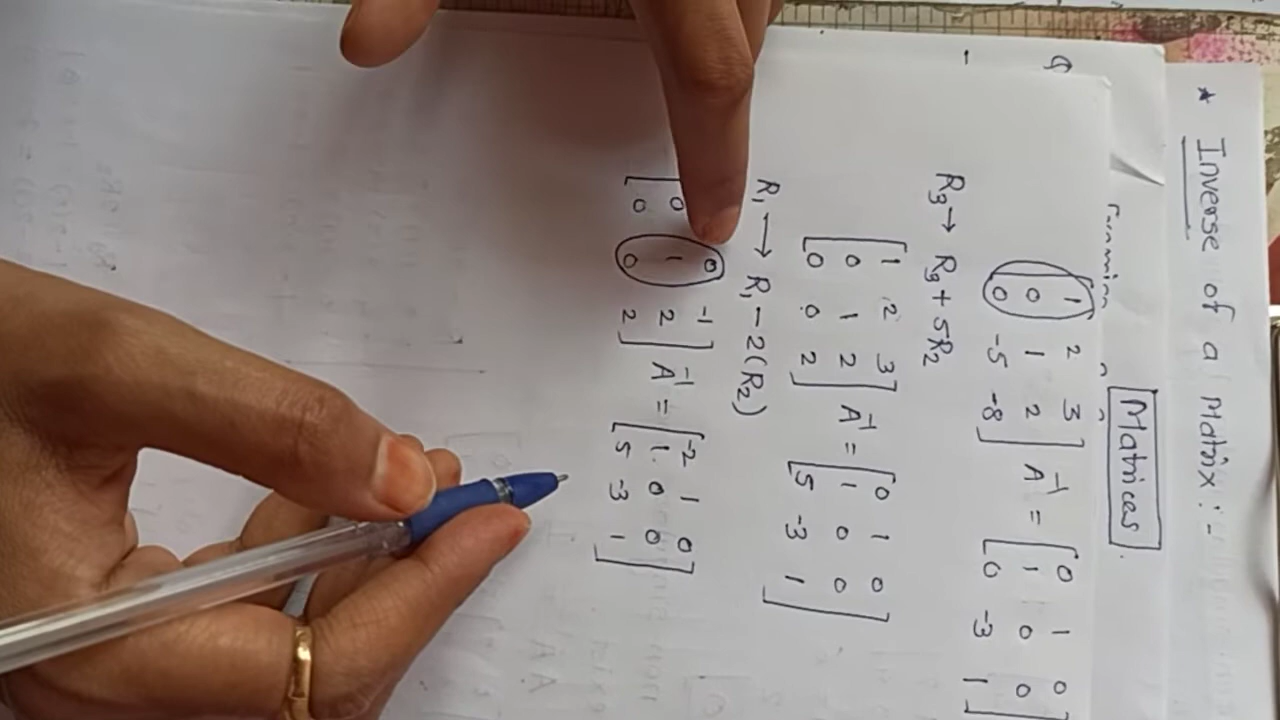 * Inverse of a Matrix :-
Matrices.
1 2 3 0 1 0
0 1 2 A⁻¹ = 1 0 0
0 -5 -8 0 -3 1
R₃ → R₃ + 5R₂
1 2 3 0 1 0
0 1 2 A⁻¹ = 1 0 0
0 0 2 5 -3 1
R₁ → R₁ - 2(R₂)
0 -1 -2 1 0
0 1 2 A⁻¹ = 1 0 0
0 0 2 5 -3 1